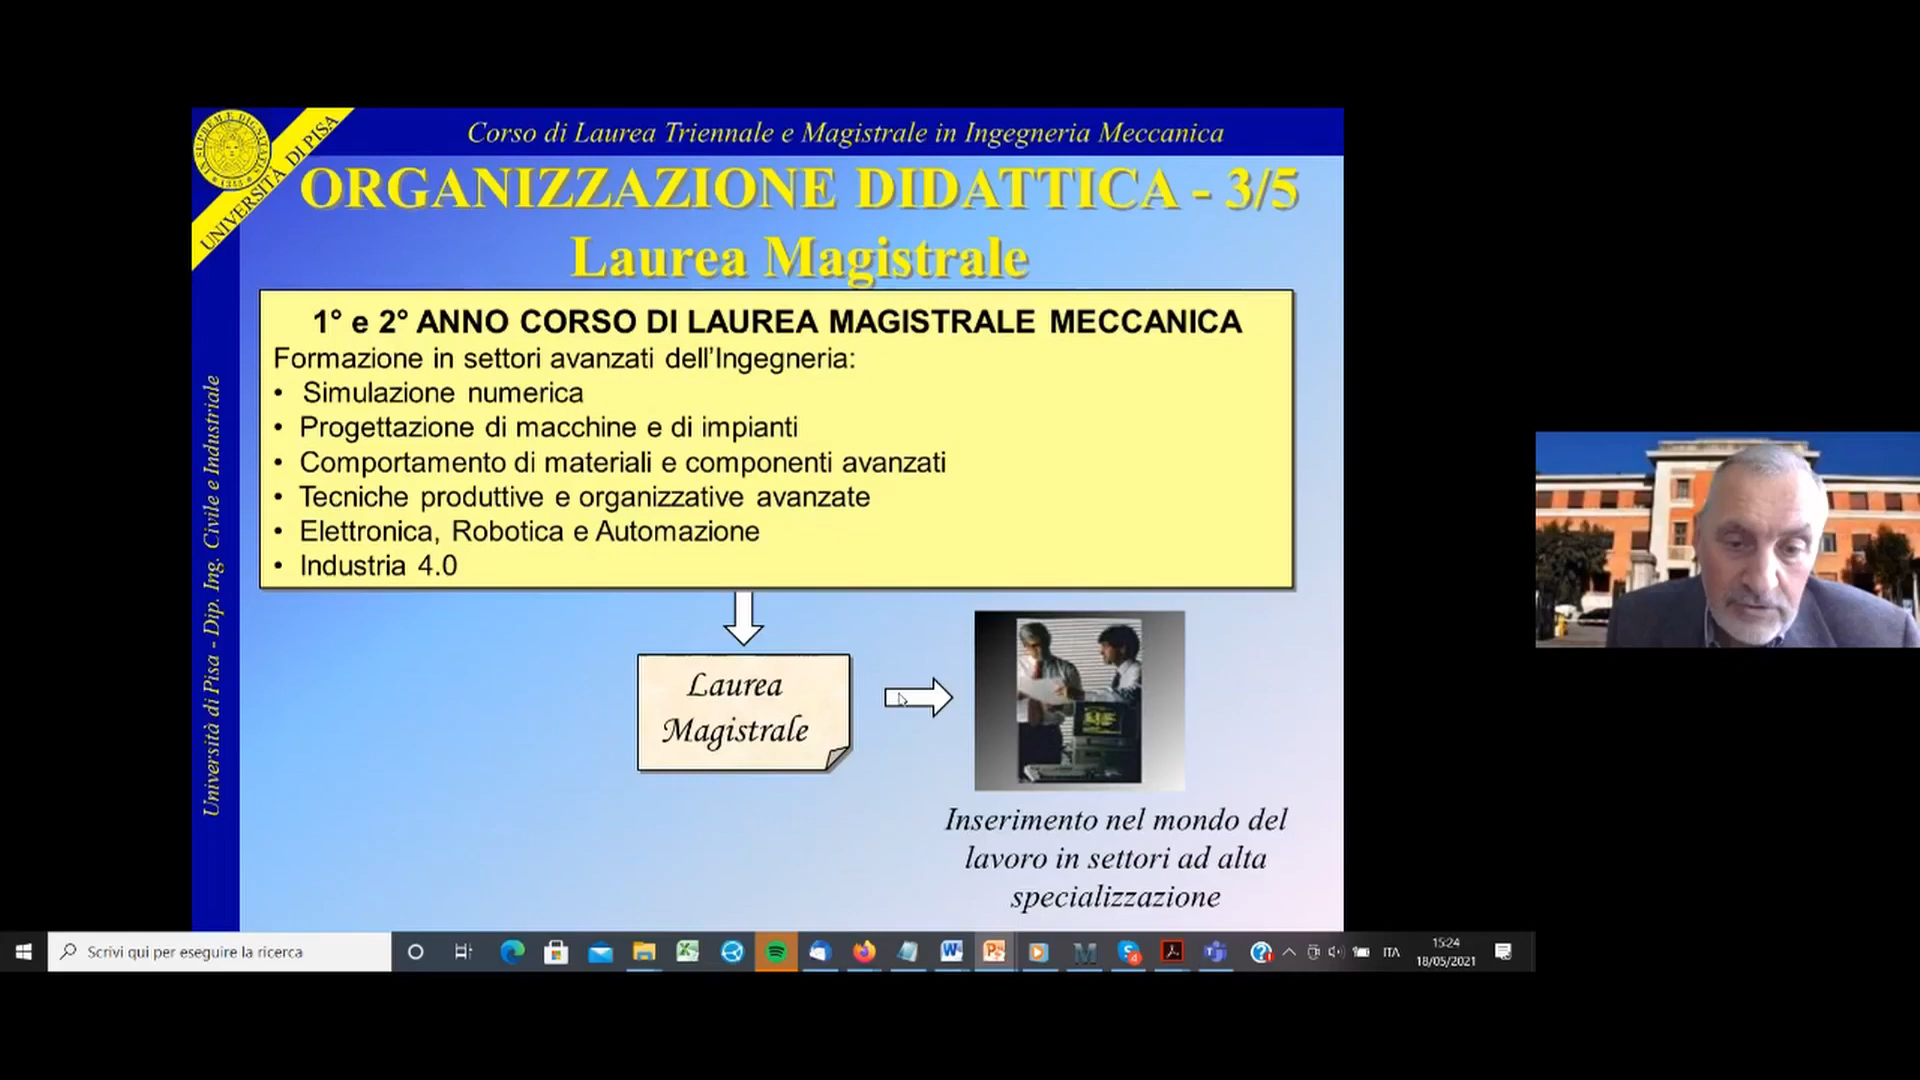 Corso di Laurea Triennale e Magistrale in Ingegneria Meccanica
UNIVERSITÀ DI PISA
IN SUPREMÆ DIGNITATIS
1343
ORGANIZZAZIONE DIDATTICA - 3/5
Laurea Magistrale
1° e 2° ANNO CORSO DI LAUREA MAGISTRALE MECCANICA
Formazione in settori avanzati dell'Ingegneria:
• Simulazione numerica
• Progettazione di macchine e di impianti
• Comportamento di materiali e componenti avanzati
• Tecniche produttive e organizzative avanzate
• Elettronica, Robotica e Automazione
• Industria 4.0
Università di Pisa - Dip. Ing. Civile e Industriale
Laurea
Magistrale
Inserimento nel mondo del
lavoro in settori ad alta
specializzazione
Scrivi qui per eseguire la ricerca
ITA
15:24
18/05/2021